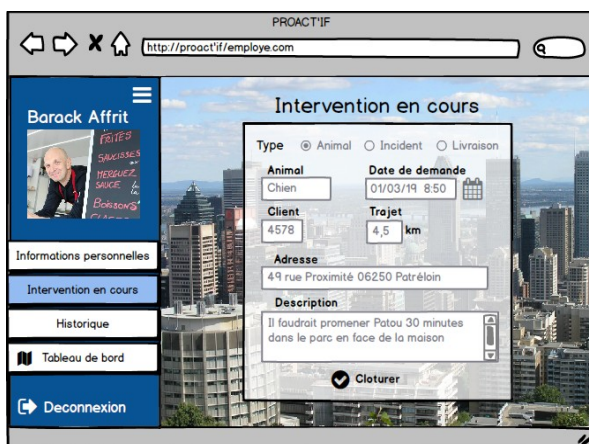 PROACT'IF
http://proact'if/employe.com
Barack Affrit
FRITES
SAUCISSES
MERGUEZ
SAUCE
BOISSONS
Informations personnelles
Intervention en cours
Historique
Tableau de bord
Deconnexion
Intervention en cours
Type Animal Incident Livraison
Animal Date de demande
Chien 01/03/19 8:50
Client Trajet
4578 4,5 km
Adresse
49 rue Proximité 06250 Patréloin
Description
Il faudrait promener Patou 30 minutes
dans le parc en face de la maison
Cloturer